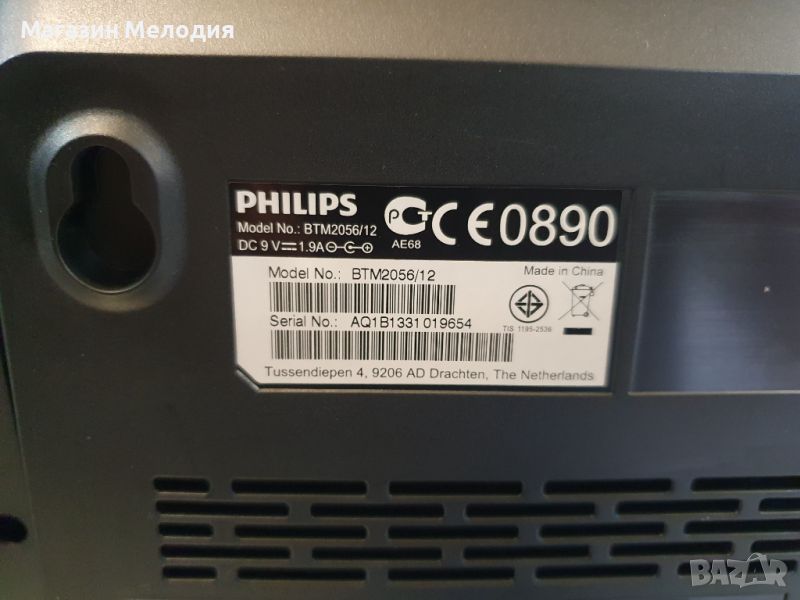 Магазин Мелодия
PHILIPS
Model No.: BTM2056/12
DC 9 V 1.9A
AE68
CE0890
Model No.: BTM2056/12
Made in China
Serial No.: AQ1B1331019654
TIS 1195-2536
Tussendiepen 4, 9206 AD Drachten, The Netherlands
BAZAR